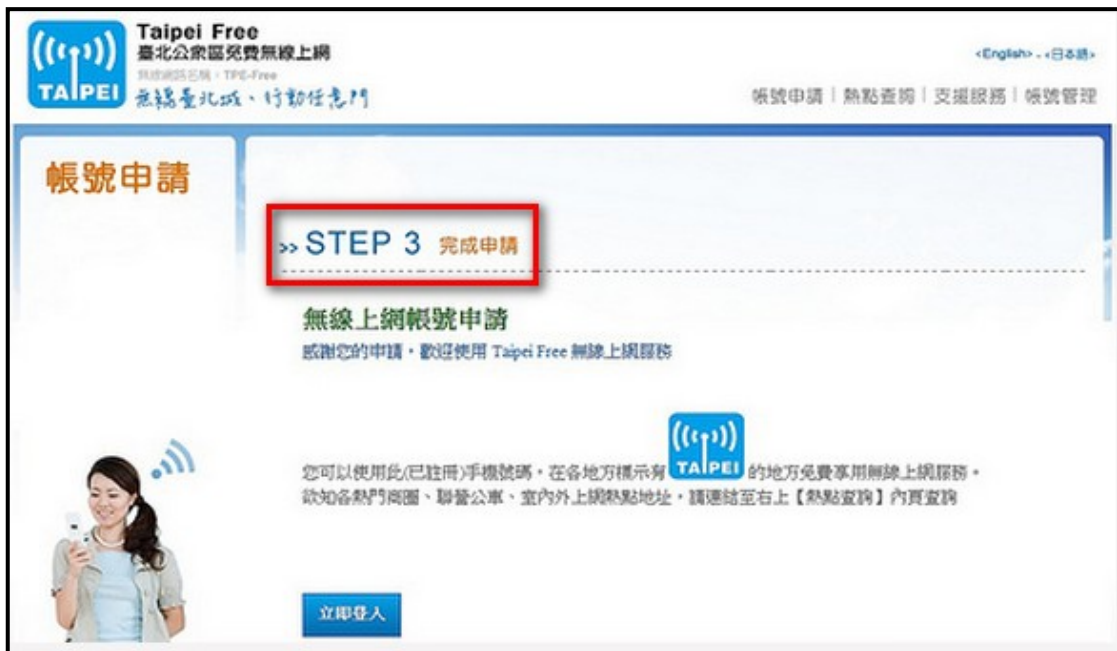 Taipei Free
臺北公眾區免費無線上網
無線網路名稱:TPE-Free
無線臺北城、行動任意門
TAIPEI
<English>.<日本語>
帳號申請|熱點查詢|支援服務|帳號管理
帳號申請
>> STEP 3 完成申請
無線上網帳號申請
感謝您的申請,歡迎使用 Taipei Free 無線上網服務
您可以使用此(已註冊)手機號碼,在各地方標示有 TAIPEI 的地方免費享用無線上網服務。
欲知各熱門商圈、聯營公車、室內外上網熱點地址,請連結至右上【熱點查詢】內頁查詢
立即登入